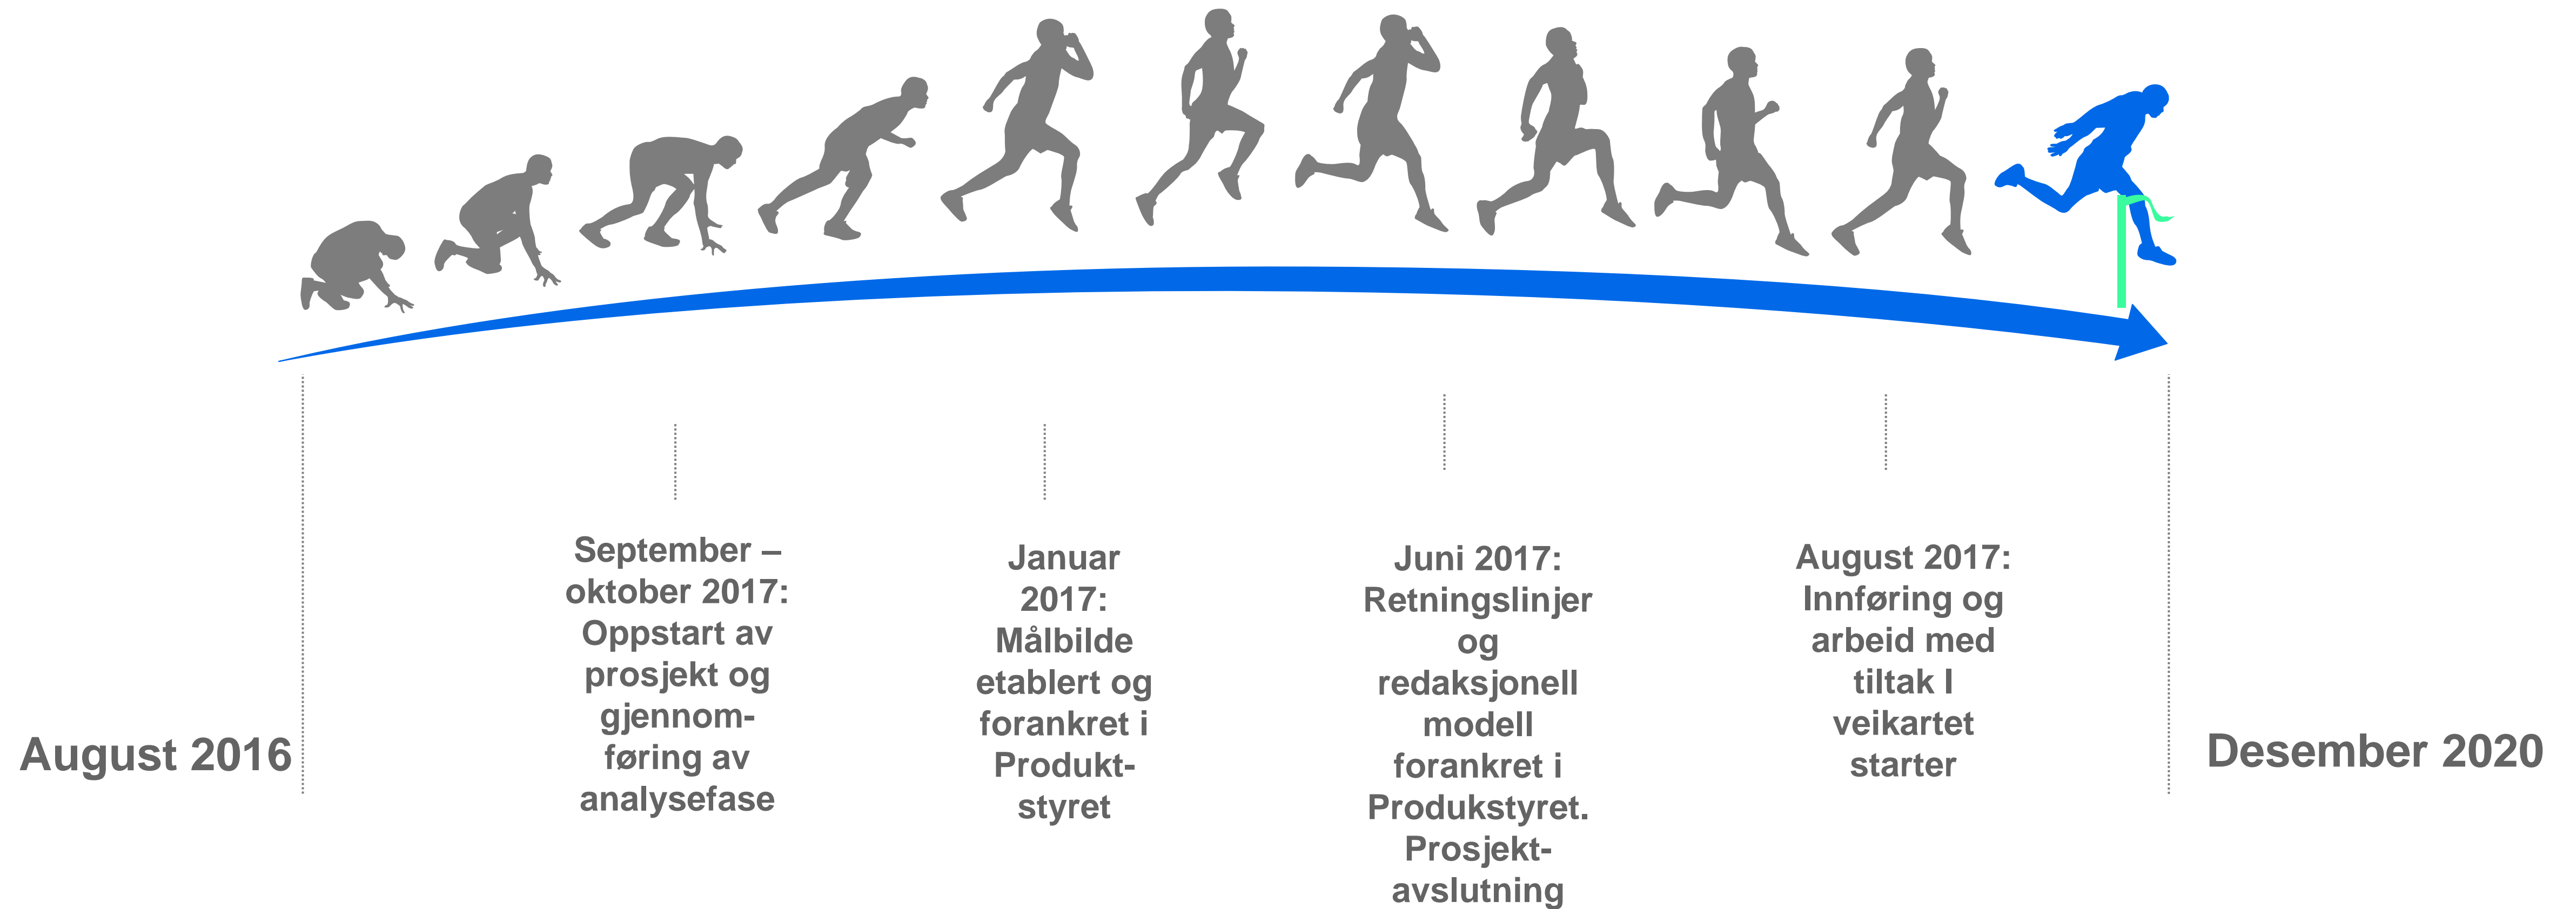 August 2016
September –
oktober 2017:
Oppstart av
prosjekt og
gjennom-
føring av
analysefase
Januar
2017:
Målbilde
etablert og
forankret i
Produkt-
styret
Juni 2017:
Retningslinjer
og
redaksjonell
modell
forankret i
Produkstyret.
Prosjekt-
avslutning
August 2017:
Innføring og
arbeid med
tiltak I
veikartet
starter
Desember 2020